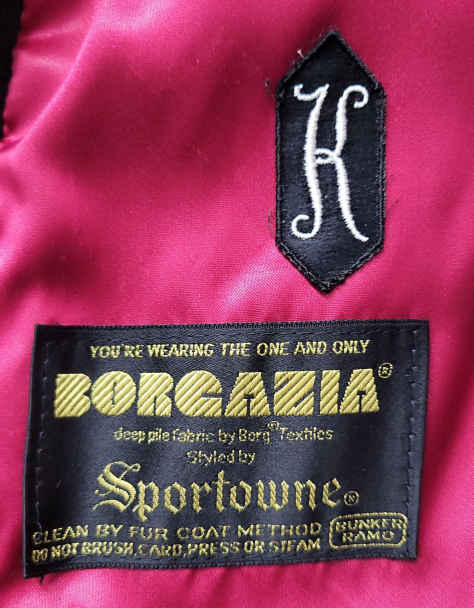 K
YOU'RE WEARING THE ONE AND ONLY
BORGAZIA®
deep pile fabric by Borg® Textiles
Styled by
Sportowne®
CLEAN BY FUR COAT METHOD
DO NOT BRUSH, CARD, PRESS OR STEAM
BUNKER
RAMO